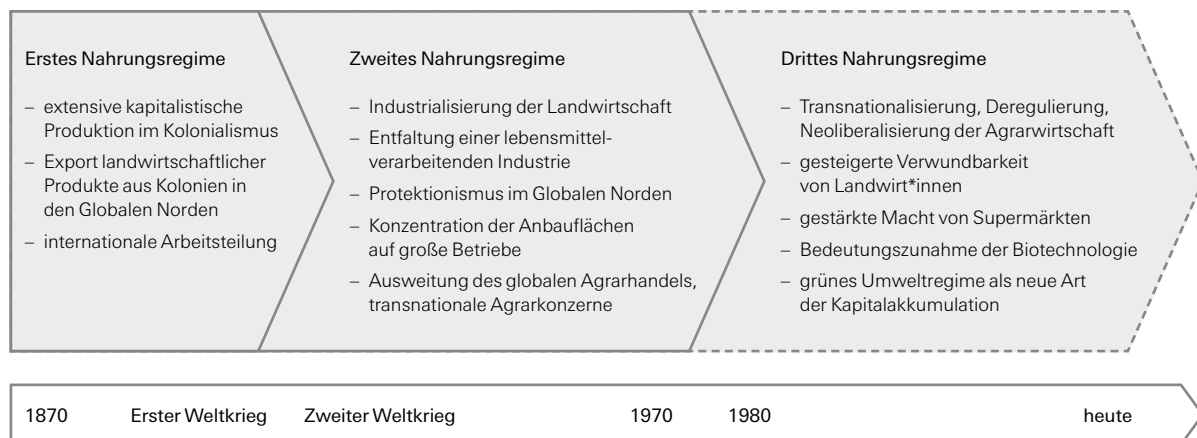 Erstes Nahrungsregime
– extensive kapitalistische
Produktion im Kolonialismus
– Export landwirtschaftlicher
Produkte aus Kolonien in
den Globalen Norden
– internationale Arbeitsteilung
Zweites Nahrungsregime
– Industrialisierung der Landwirtschaft
– Entfaltung einer lebensmittel-
verarbeitenden Industrie
– Protektionismus im Globalen Norden
– Konzentration der Anbauflächen
auf große Betriebe
– Ausweitung des globalen Agrarhandels,
transnationale Agrarkonzerne
Drittes Nahrungsregime
– Transnationalisierung, Deregulierung,
Neoliberalisierung der Agrarwirtschaft
– gesteigerte Verwundbarkeit
von Landwirt*innen
– gestärkte Macht von Supermärkten
– Bedeutungszunahme der Biotechnologie
– grünes Umweltregime als neue Art
der Kapitalakkumulation
1870 Erster Weltkrieg Zweiter Weltkrieg 1970 1980 heute